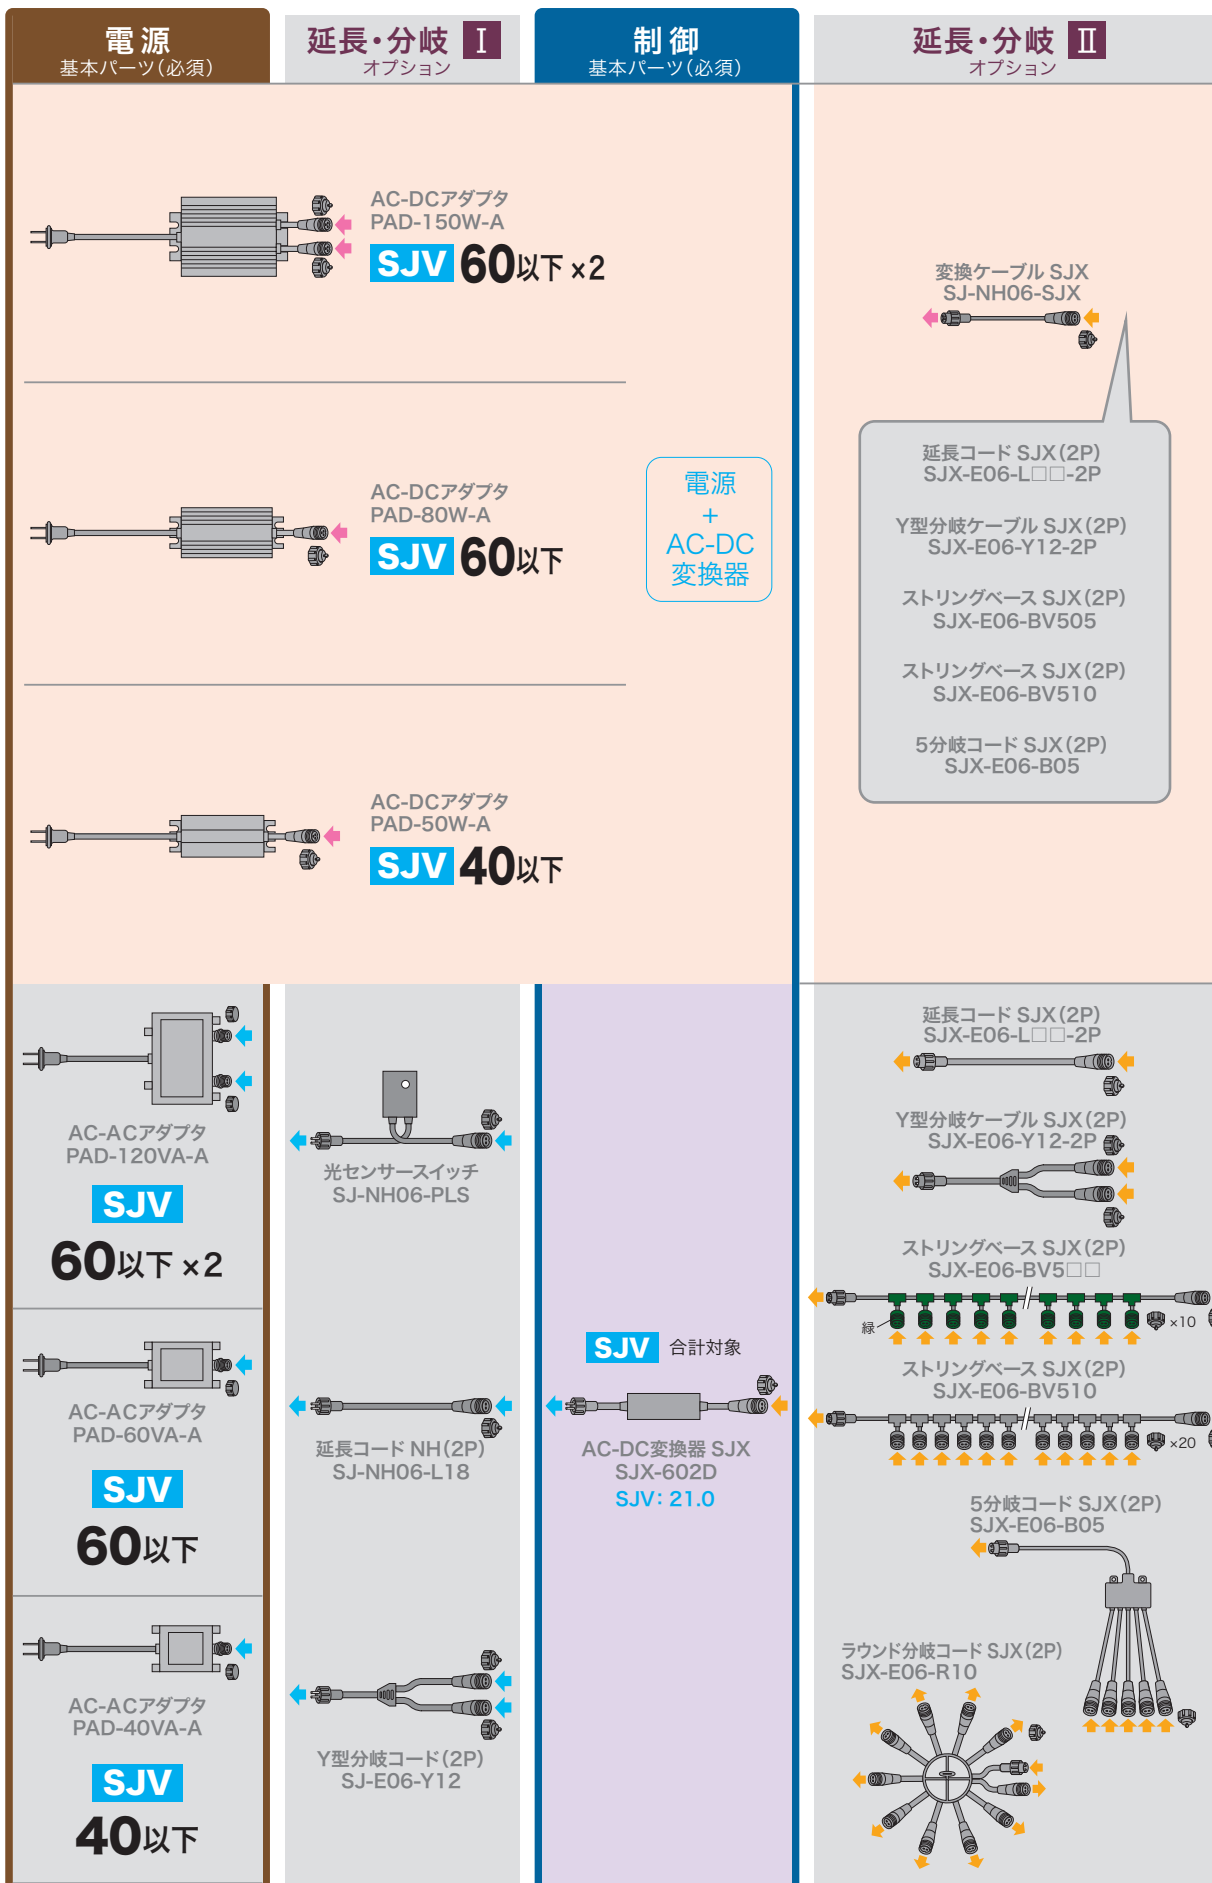 電源
基本パーツ(必須)
延長・分岐 Ⅰ
オプション
制御
基本パーツ(必須)
延長・分岐 Ⅱ
オプション
AC-DCアダプタ
PAD-150W-A
SJV 60以下 ×2
AC-DCアダプタ
PAD-80W-A
SJV 60以下
AC-DCアダプタ
PAD-50W-A
SJV 40以下
電源
+
AC-DC
変換器
変換ケーブル SJX
SJ-NH06-SJX
延長コード SJX(2P)
SJX-E06-L□□-2P
Y型分岐ケーブル SJX(2P)
SJX-E06-Y12-2P
ストリングベース SJX(2P)
SJX-E06-BV505
ストリングベース SJX(2P)
SJX-E06-BV510
5分岐コード SJX(2P)
SJX-E06-B05
AC-ACアダプタ
PAD-120VA-A
SJV
60以下 ×2
AC-ACアダプタ
PAD-60VA-A
SJV
60以下
AC-ACアダプタ
PAD-40VA-A
SJV
40以下
光センサースイッチ
SJ-NH06-PLS
延長コード NH(2P)
SJ-NH06-L18
Y型分岐コード(2P)
SJ-E06-Y12
SJV 合計対象
AC-DC変換器 SJX
SJX-602D
SJV: 21.0
延長コード SJX(2P)
SJX-E06-L□□-2P
Y型分岐ケーブル SJX(2P)
SJX-E06-Y12-2P
ストリングベース SJX(2P)
SJX-E06-BV5□□
緑
×10
ストリングベース SJX(2P)
SJX-E06-BV510
×20
5分岐コード SJX(2P)
SJX-E06-B05
ラウンド分岐コード SJX(2P)
SJX-E06-R10